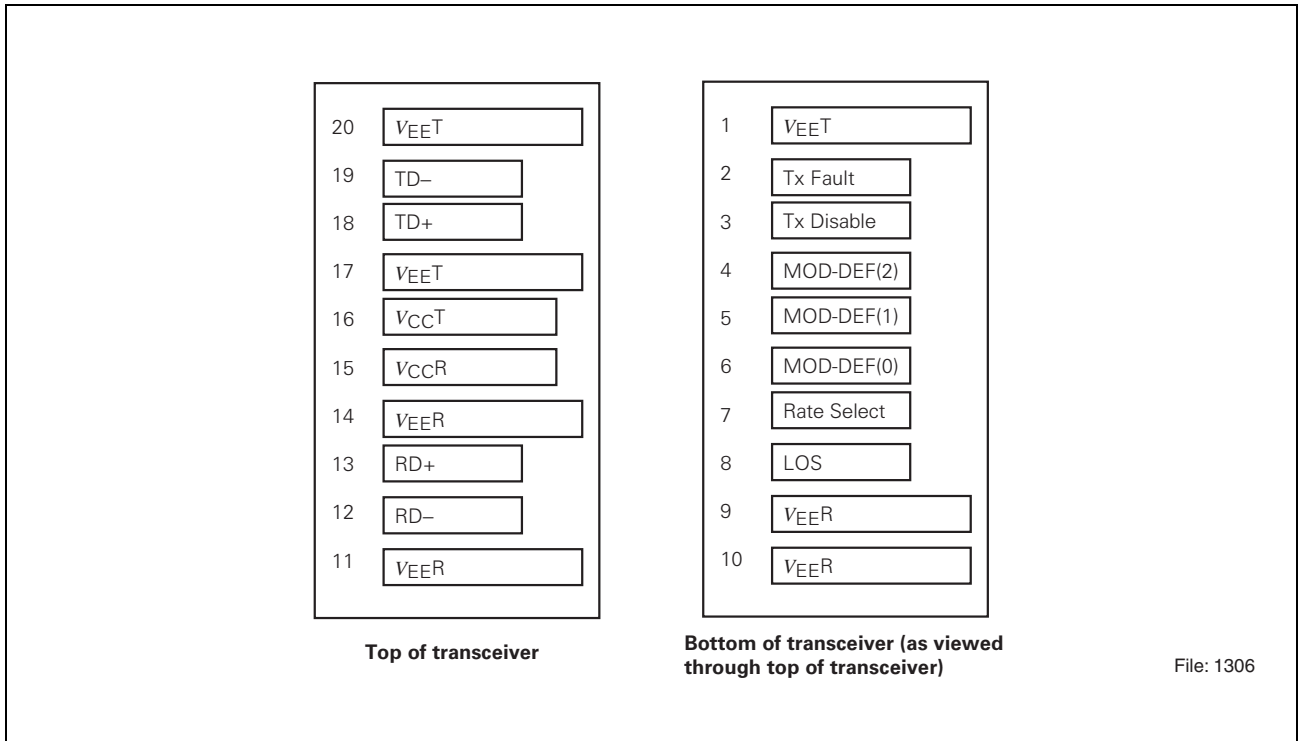 20 VEET
19 TD–
18 TD+
17 VEET
16 VCCT
15 VCCR
14 VEER
13 RD+
12 RD–
11 VEER
Top of transceiver
1 VEET
2 Tx Fault
3 Tx Disable
4 MOD-DEF(2)
5 MOD-DEF(1)
6 MOD-DEF(0)
7 Rate Select
8 LOS
9 VEER
10 VEER
Bottom of transceiver (as viewed
through top of transceiver)
File: 1306